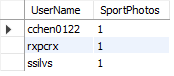 UserName SportPhotos
cchen0122 1
rxpcrx 1
ssilvs 1